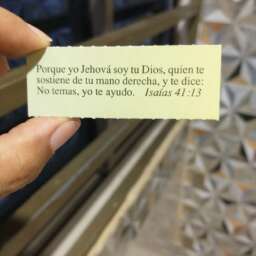 Porque yo Jehová soy tu Dios, quien te
sostiene de tu mano derecha, y te dice:
No temas, yo te ayudo. Isaías 41:13